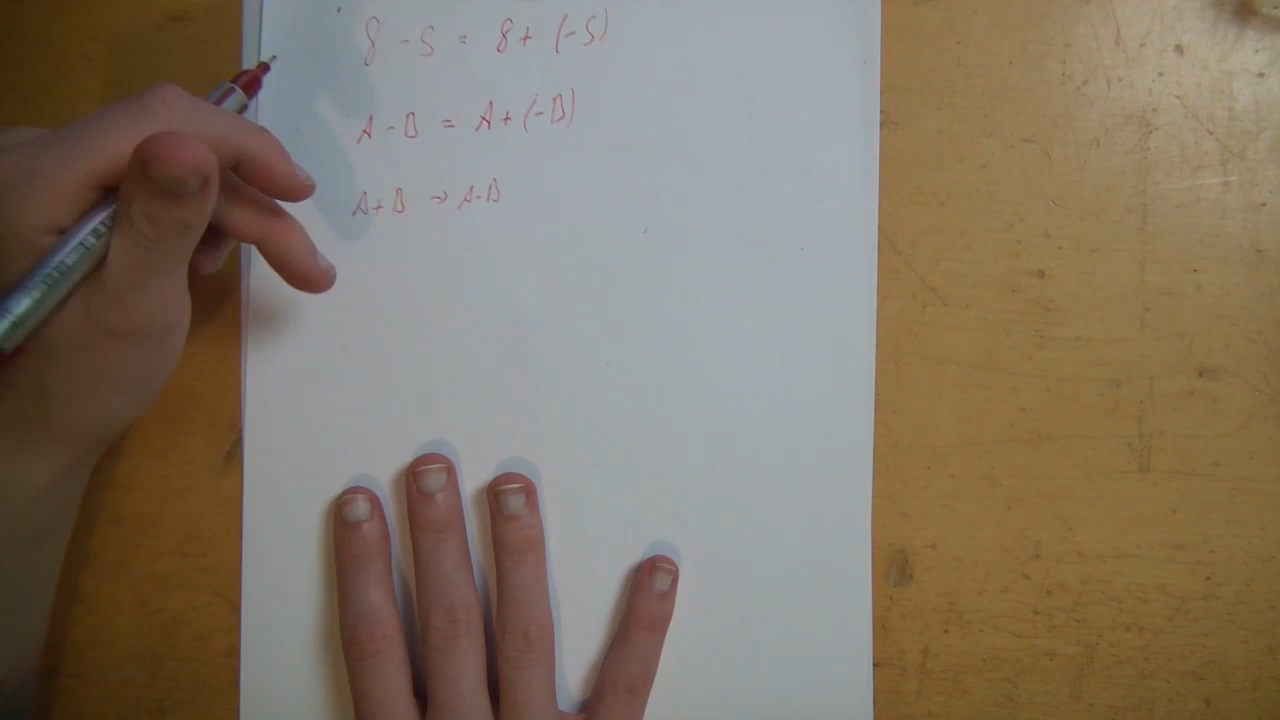 8 - 5 = 8 + (-5)
A - B = A + (-B)
A + B → A - B